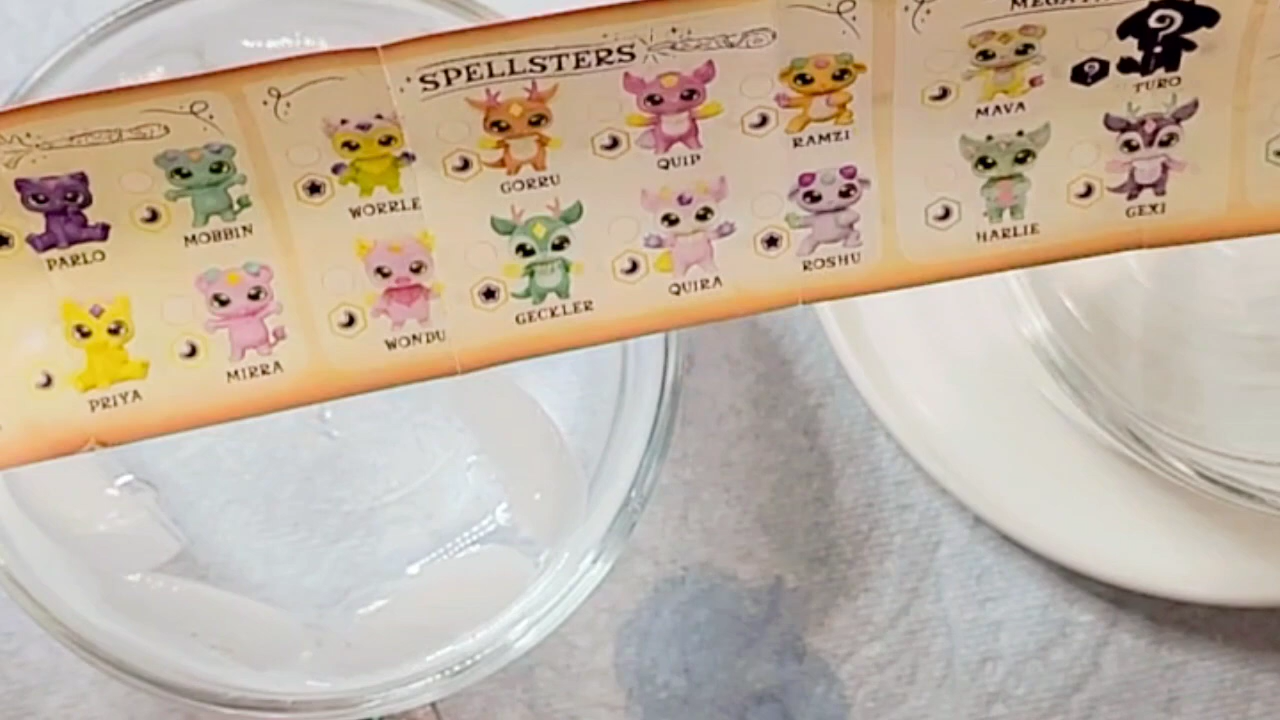 SPELLSTERS
MAVA
TURO
PARLO
MOBBIN
WORRLE
GORRU
QUIP
RAMZI
HARLIE
GEXI
PRIYA
MIRRA
WONDU
GECKLER
QUIRA
ROSHU